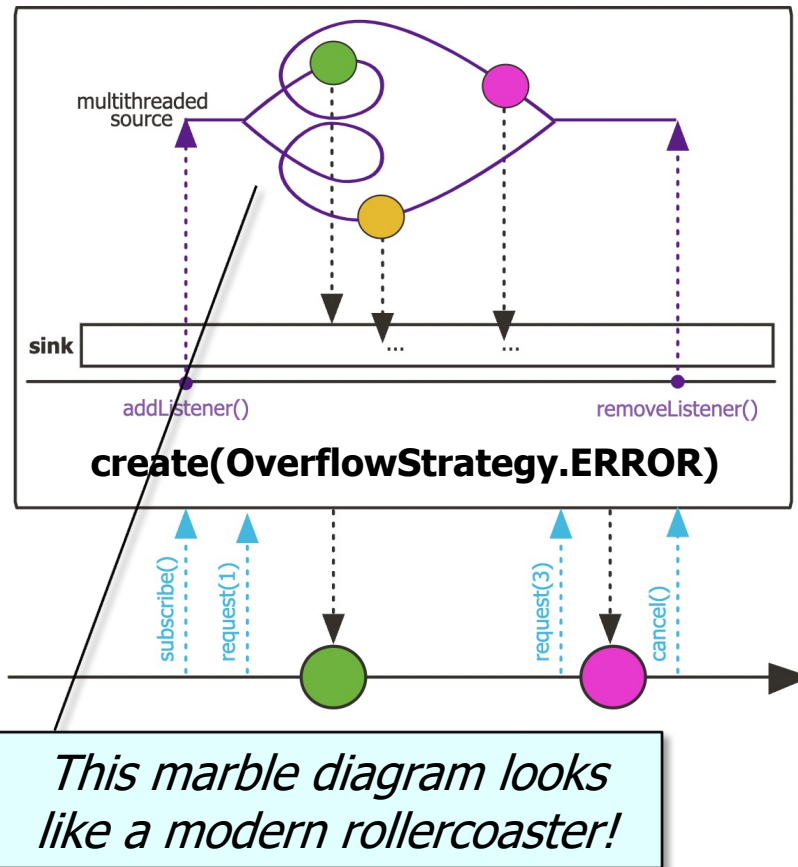 multithreaded
source
sink
...
...
addListener()
removeListener()
create(OverflowStrategy.ERROR)
subscribe()
request(1)
request(3)
cancel()
This marble diagram looks
like a modern rollercoaster!